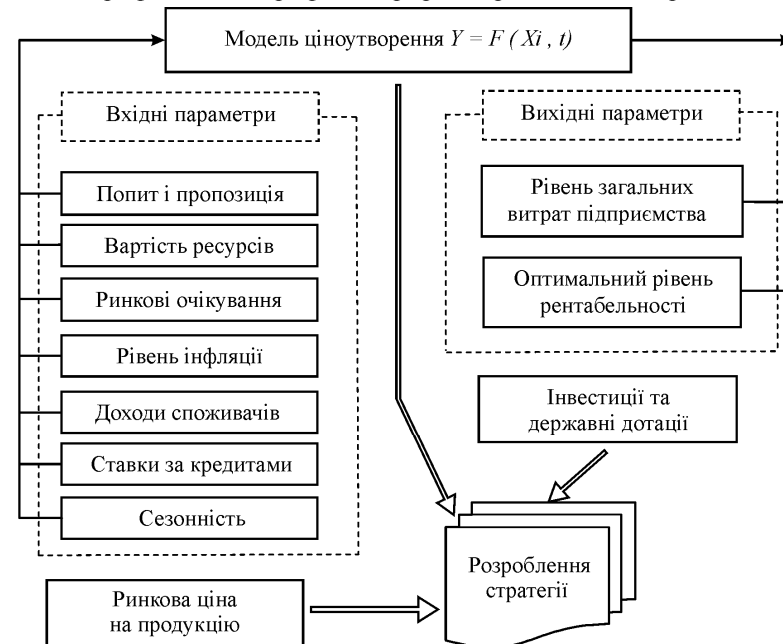 Модель ціноутворення Y = F ( Xi , t)
Вхідні параметри
Попит і пропозиція
Вартість ресурсів
Ринкові очікування
Рівень інфляції
Доходи споживачів
Ставки за кредитами
Сезонність
Вихідні параметри
Рівень загальних
витрат підприємства
Оптимальний рівень
рентабельності
Інвестиції та
державні дотації
Розроблення
стратегії
Ринкова ціна
на продукцію